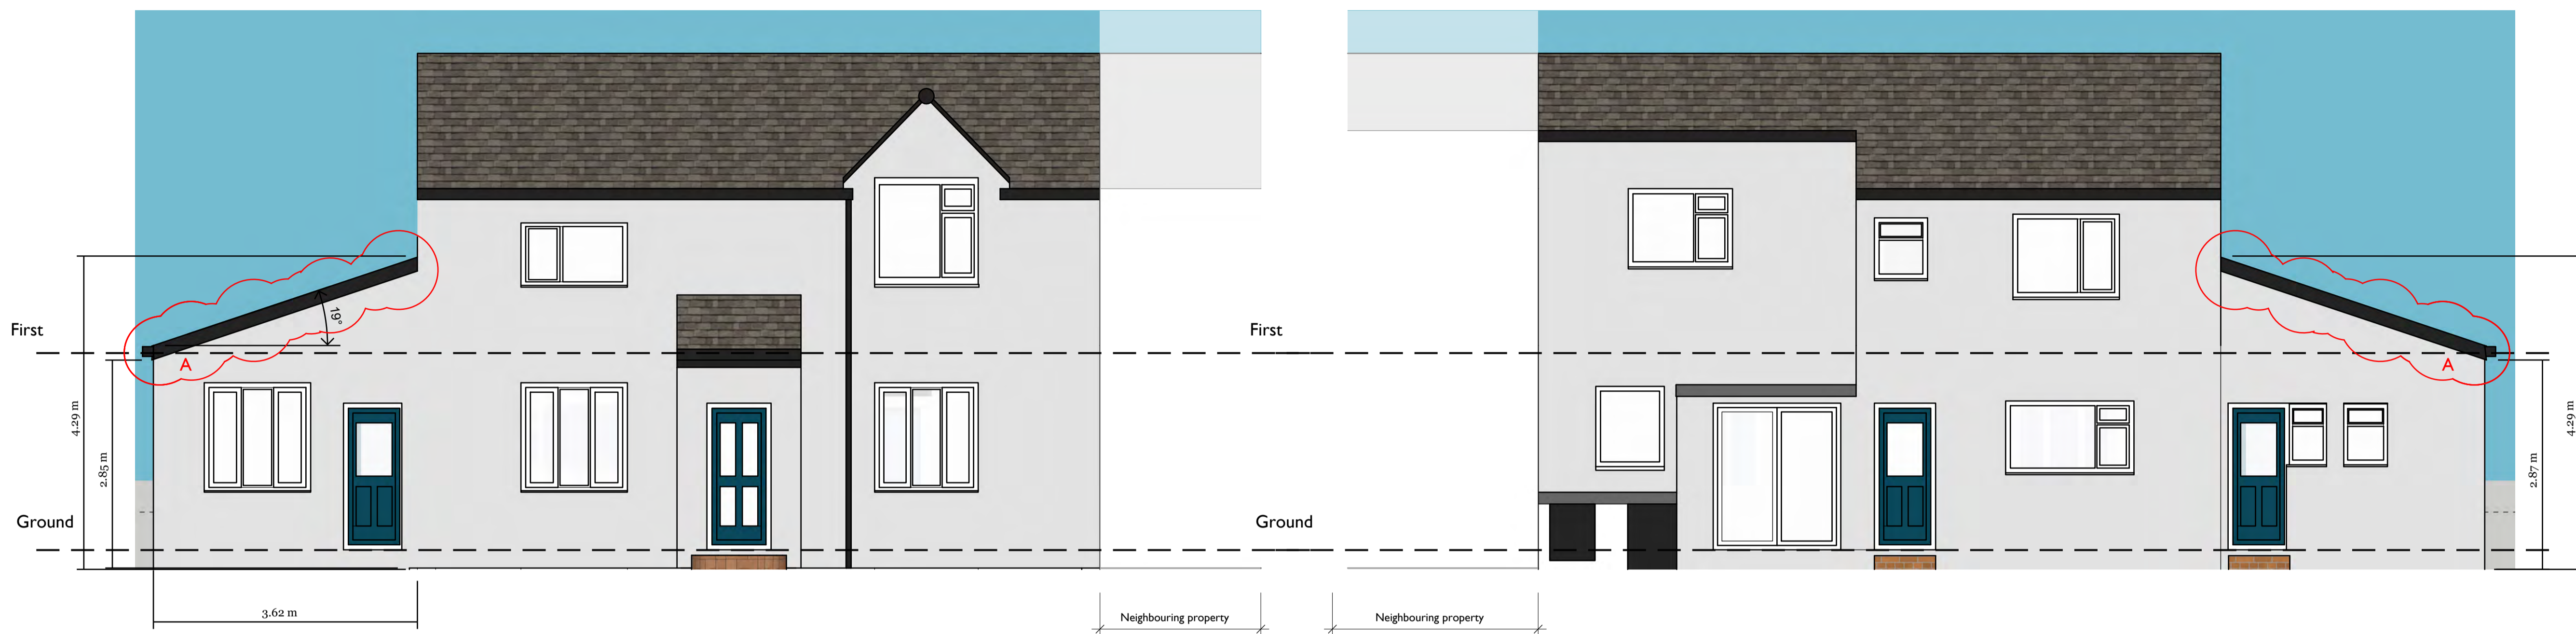 First
A
19°
4.29 m
2.85 m
Ground
3.62 m
Neighbouring property
First
A
4.29 m
2.87 m
Ground
Neighbouring property